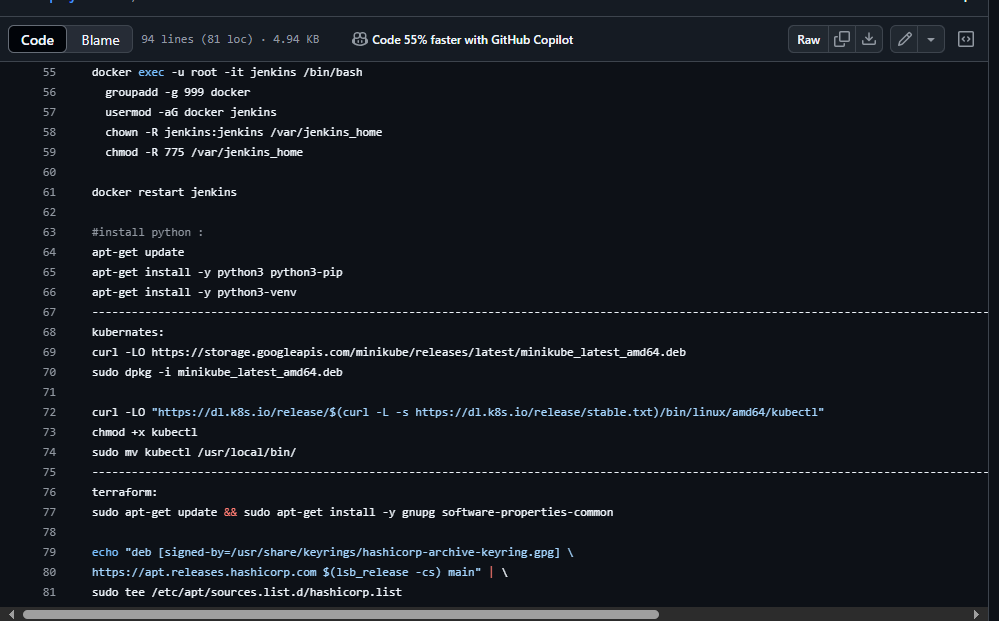 Code Blame 94 lines (81 loc) · 4.94 KB Code 55% faster with GitHub Copilot Raw
55 docker exec -u root -it jenkins /bin/bash
56 groupadd -g 999 docker
57 usermod -aG docker jenkins
58 chown -R jenkins:jenkins /var/jenkins_home
59 chmod -R 775 /var/jenkins_home
60
61 docker restart jenkins
62
63 #install python :
64 apt-get update
65 apt-get install -y python3 python3-pip
66 apt-get install -y python3-venv
67 ----------------------------------------------------------------------------------------------------------------------------------------
68 kubernates:
69 curl -LO https://storage.googleapis.com/minikube/releases/latest/minikube_latest_amd64.deb
70 sudo dpkg -i minikube_latest_amd64.deb
71
72 curl -LO "https://dl.k8s.io/release/$(curl -L -s https://dl.k8s.io/release/stable.txt)/bin/linux/amd64/kubectl"
73 chmod +x kubectl
74 sudo mv kubectl /usr/local/bin/
75 ----------------------------------------------------------------------------------------------------------------------------------------
76 terraform:
77 sudo apt-get update && sudo apt-get install -y gnupg software-properties-common
78
79 echo "deb [signed-by=/usr/share/keyrings/hashicorp-archive-keyring.gpg] \
80 https://apt.releases.hashicorp.com $(lsb_release -cs) main" | \
81 sudo tee /etc/apt/sources.list.d/hashicorp.list